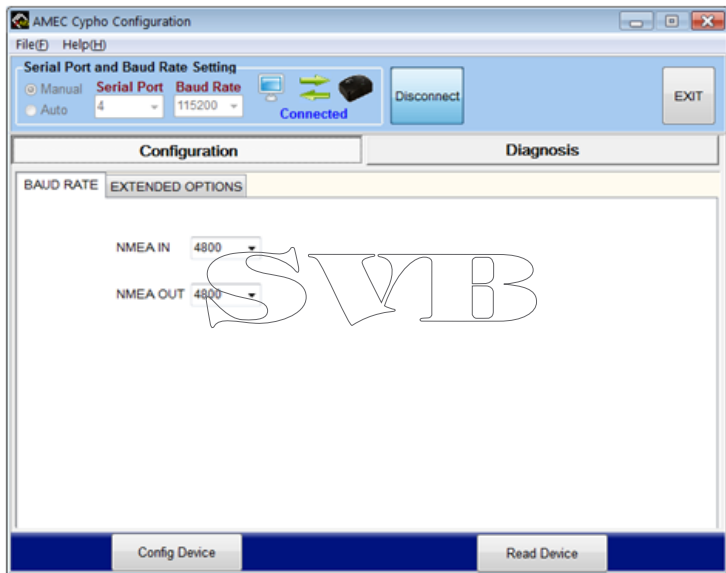 AMEC Cypho Configuration
File(F) Help(H)
Serial Port and Baud Rate Setting
Manual Serial Port Baud Rate
Auto 4 115200
Connected
Disconnect
EXIT
Configuration Diagnosis
BAUD RATE EXTENDED OPTIONS
NMEA IN 4800
NMEA OUT 4800
SVB
Config Device Read Device